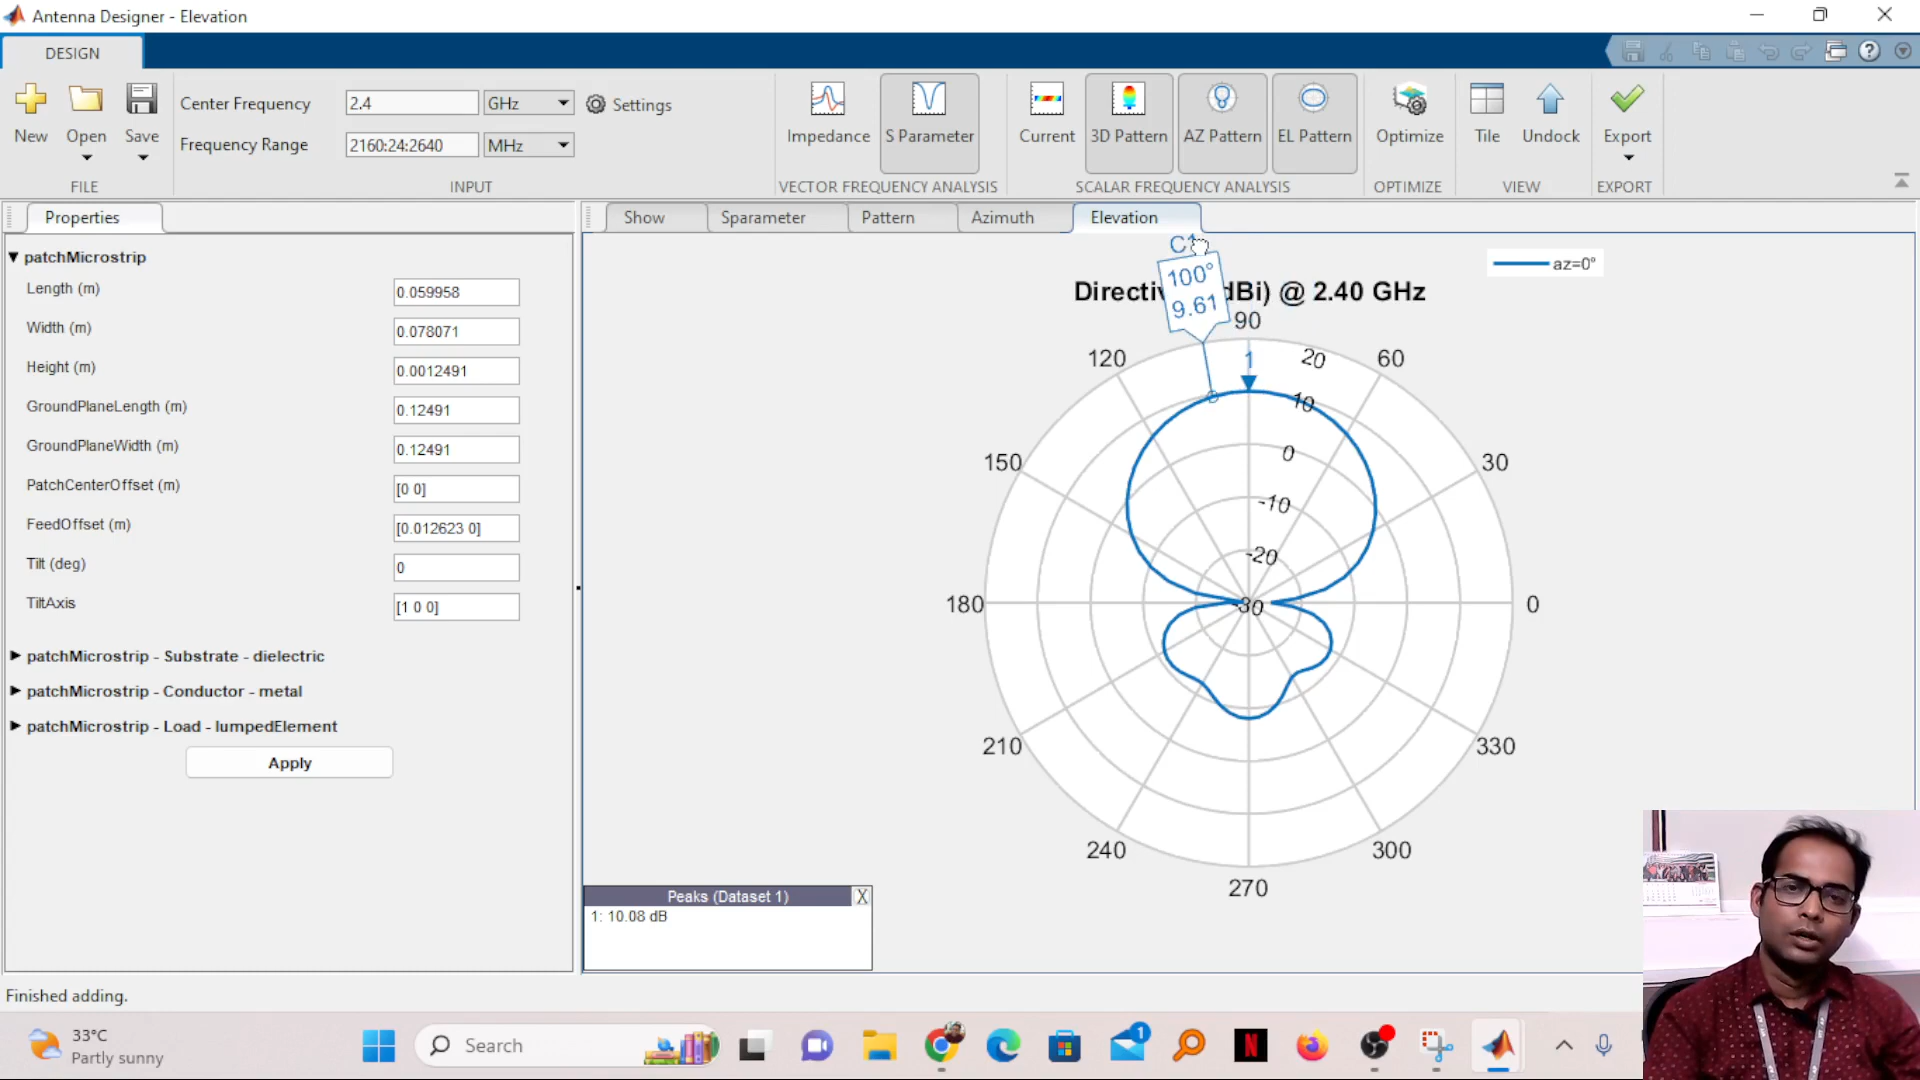 Antenna Designer - Elevation
DESIGN
New
Open
Save
FILE
Center Frequency 2.4 GHz Settings
Frequency Range 2160:24:2640 MHz
INPUT
Impedance
S Parameter
VECTOR FREQUENCY ANALYSIS
Current
3D Pattern
AZ Pattern
EL Pattern
SCALAR FREQUENCY ANALYSIS
Optimize
OPTIMIZE
Tile
Undock
VIEW
Export
EXPORT
Properties
patchMicrostrip
Length (m) 0.059958
Width (m) 0.078071
Height (m) 0.0012491
GroundPlaneLength (m) 0.12491
GroundPlaneWidth (m) 0.12491
PatchCenterOffset (m) [0 0]
FeedOffset (m) [0.012623 0]
Tilt (deg) 0
TiltAxis [1 0 0]
patchMicrostrip - Substrate - dielectric
patchMicrostrip - Conductor - metal
patchMicrostrip - Load - lumpedElement
Apply
Show Sparameter Pattern Azimuth Elevation
C1
100°
9.61
az=0°
Directi dBi) @ 2.40 GHz
90
120 1 20 60
10
150 0 30
-10
-20
180 -30 0
210 330
240 300
270
Peaks (Dataset 1) X
1: 10.08 dB
Finished adding.
33°C
Partly sunny
Search
1
N